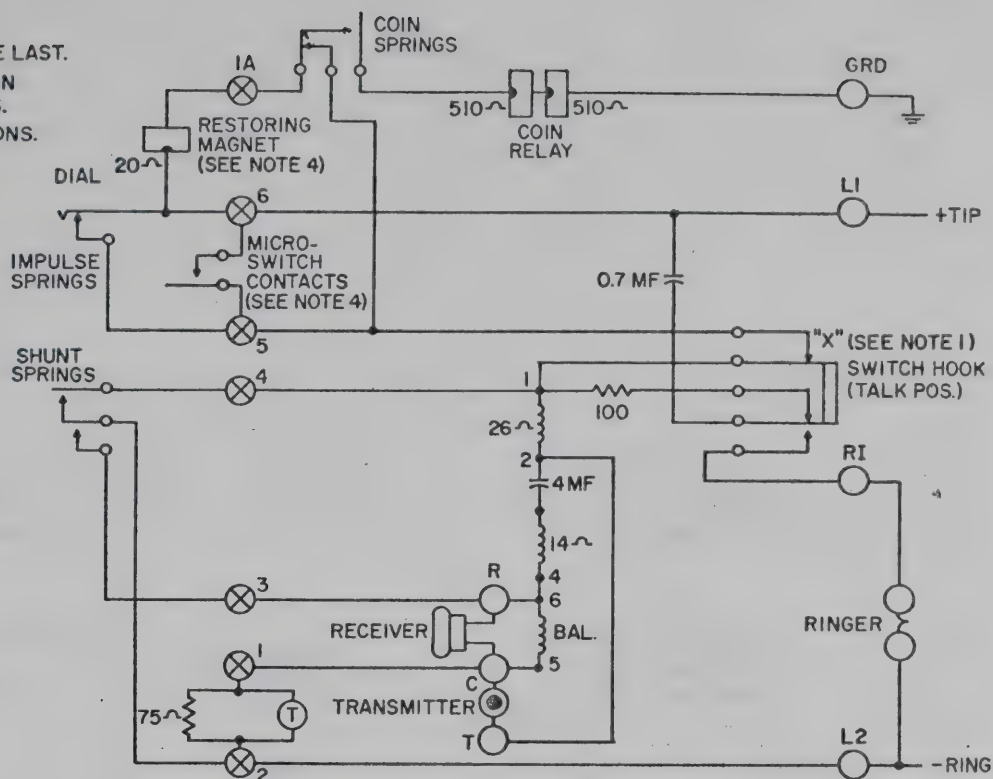 E LAST.
N
S.
ONS.
COIN
SPRINGS
1A
GRD
510
510
COIN
RELAY
RESTORING
MAGNET
(SEE NOTE 4)
20
DIAL
6
L1
+TIP
MICRO-
SWITCH
CONTACTS
(SEE NOTE 4)
IMPULSE
SPRINGS
0.7 MF
5
"X" (SEE NOTE 1)
SWITCH HOOK
(TALK POS.)
SHUNT
SPRINGS
4
1
100
26
2
4MF
RI
14
4
3
R
6
RECEIVER
BAL.
RINGER
1
5
C
75
T
TRANSMITTER
T
L2
2
-RING